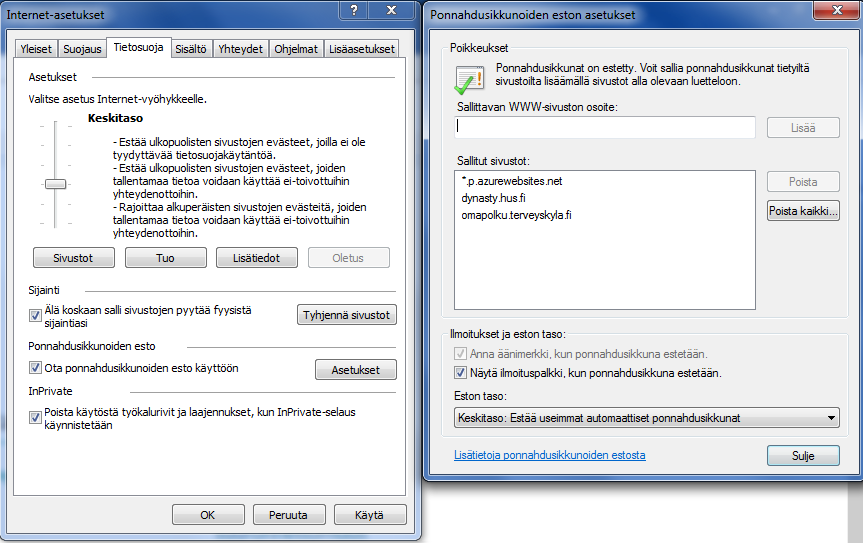 Internet-asetukset
Yleiset Suojaus Tietosuoja Sisältö Yhteydet Ohjelmat Lisäasetukset
Asetukset
Valitse asetus Internet-vyöhykkeelle.
Keskitaso
- Estää ulkopuolisten sivustojen evästeet, joilla ei ole
tyydyttävää tietosuojakäytäntöä.
- Estää ulkopuolisten sivustojen evästeet, joiden
tallentamaa tietoa voidaan käyttää ei-toivottuihin
yhteydenottoihin.
- Rajoittaa alkuperäisten sivustojen evästeitä, joiden
tallentamaa tietoa voidaan käyttää ei-toivottuihin
yhteydenottoihin.
Sivustot Tuo Lisätiedot Oletus
Sijainti
Älä koskaan salli sivustojen pyytää fyysistä
sijaintiasi
Tyhjennä sivustot
Ponnahdusikkunoiden esto
Ota ponnahdusikkunoiden esto käyttöön
Asetukset
InPrivate
Poista käytöstä työkalurivit ja laajennukset, kun InPrivate-selaus
käynnistetään
OK Peruuta Käytä
Ponnahdusikkunoiden eston asetukset
Poikkeukset
Ponnahdusikkunat on estetty. Voit sallia ponnahdusikkunat tietyiltä
sivustoilta lisäämällä sivustot alla olevaan luetteloon.
Sallittavan WWW-sivuston osoite:
Lisää
Sallitut sivustot:
*.p.azurewebsites.net
dynasty.hus.fi
omapolku.terveyskyla.fi
Poista
Poista kaikki...
Ilmoitukset ja eston taso:
Anna äänimerkki, kun ponnahdusikkuna estetään.
Näytä ilmoituspalkki, kun ponnahdusikkuna estetään.
Eston taso:
Keskitaso: Estää useimmat automaattiset ponnahdusikkunat
Lisätietoja ponnahdusikkunoiden estosta
Sulje